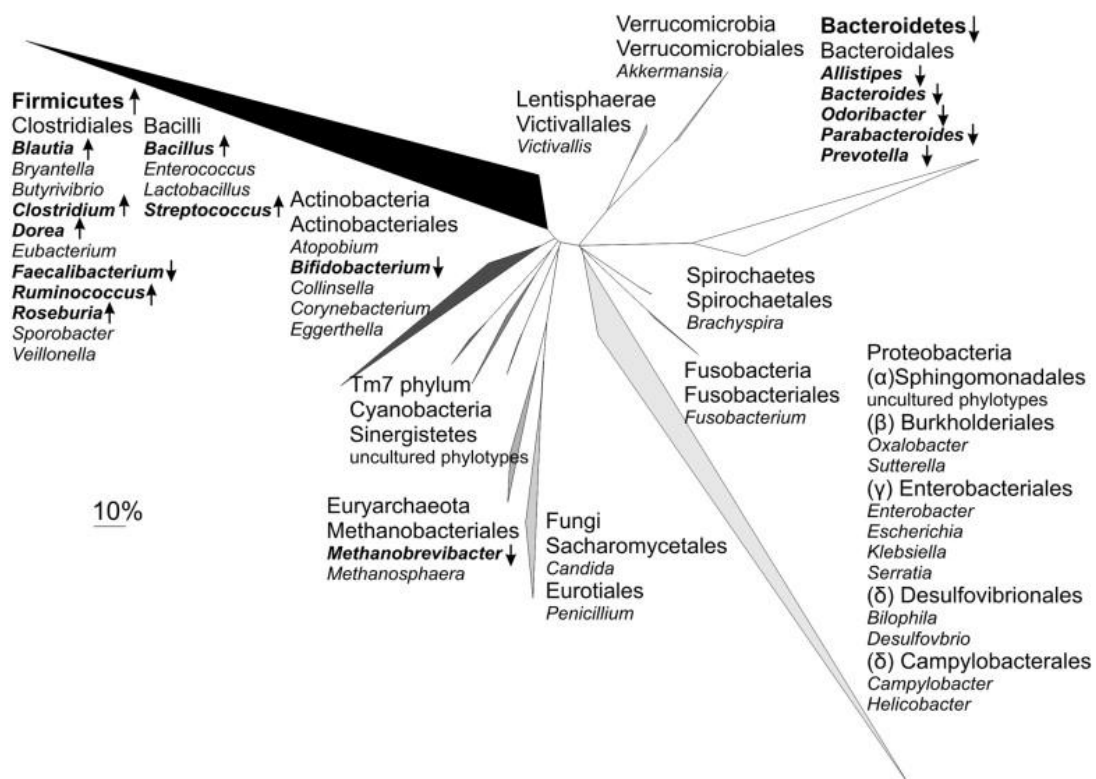 Verrucomicrobia
Verrucomicrobiales
Akkermansia
Bacteroidetes ↓
Bacteroidales
Allistipes ↓
Bacteroides ↓
Odoribacter ↓
Parabacteroides ↓
Prevotella ↓
Lentisphaerae
Victivallales
Victivallis
Firmicutes ↑
Clostridiales
Blautia ↑
Bryantella
Butyrivibrio
Clostridium ↑
Dorea ↑
Eubacterium
Faecalibacterium ↓
Ruminococcus ↑
Roseburia ↑
Sporobacter
Veillonella
Bacilli
Bacillus ↑
Enterococcus
Lactobacillus
Streptococcus ↑
Actinobacteria
Actinobacteriales
Atopobium
Bifidobacterium ↓
Collinsella
Corynebacterium
Eggerthella
Spirochaetes
Spirochaetales
Brachyspira
Fusobacteria
Fusobacteriales
Fusobacterium
Tm7 phylum
Cyanobacteria
Sinergistetes
uncultured phylotypes
Proteobacteria
(α)Sphingomonadales
uncultured phylotypes
(β) Burkholderiales
Oxalobacter
Sutterella
(γ) Enterobacteriales
Enterobacter
Escherichia
Klebsiella
Serratia
(δ) Desulfovibrionales
Bilophila
Desulfovbrio
(δ) Campylobacterales
Campylobacter
Helicobacter
10%
Euryarchaeota
Methanobacteriales
Methanobrevibacter ↓
Methanosphaera
Fungi
Sacharomycetales
Candida
Eurotiales
Penicillium